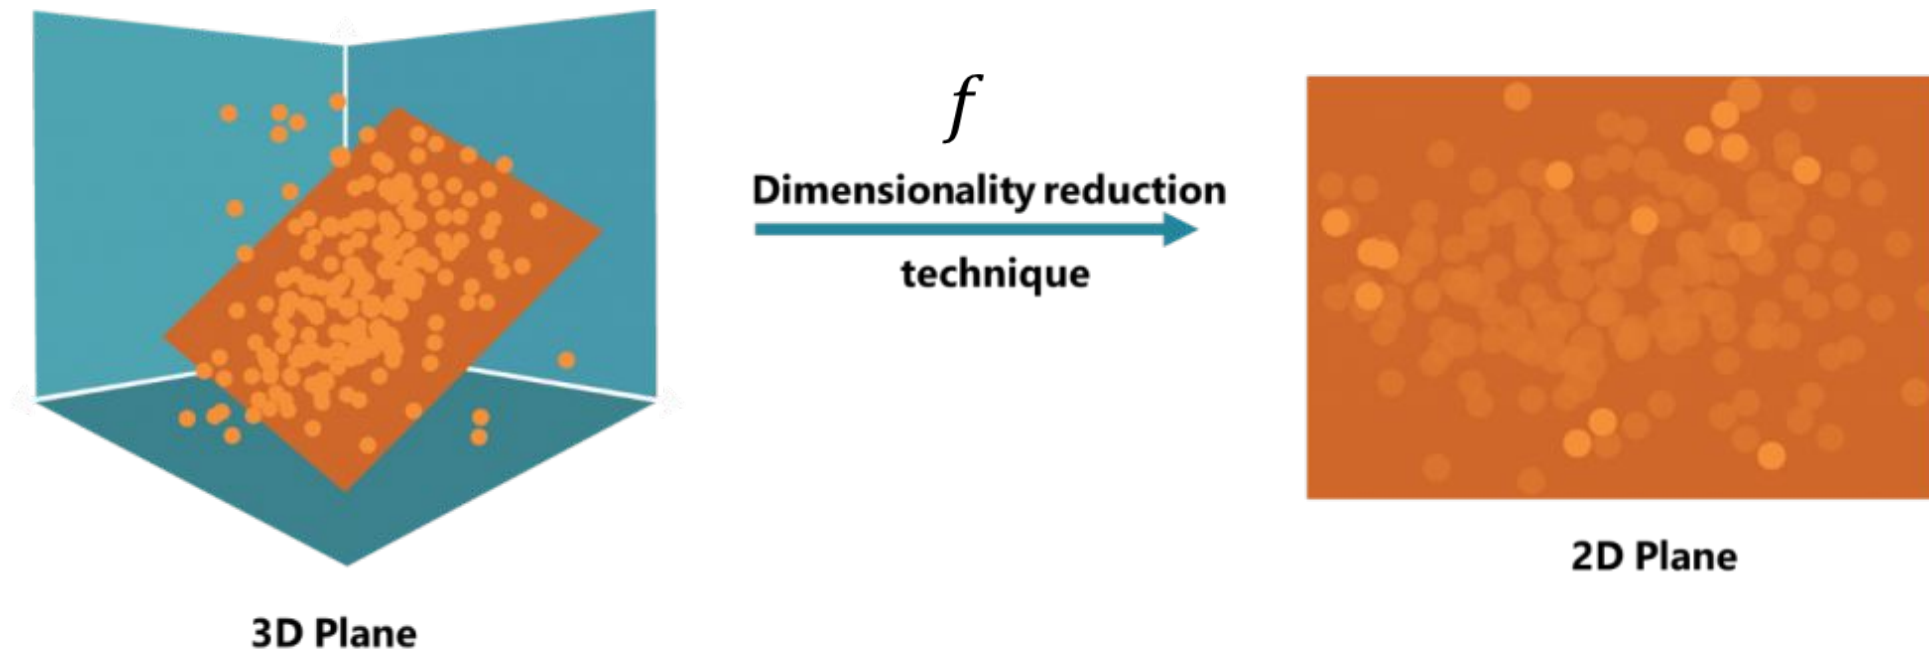 f
Dimensionality reduction
technique
3D Plane
2D Plane